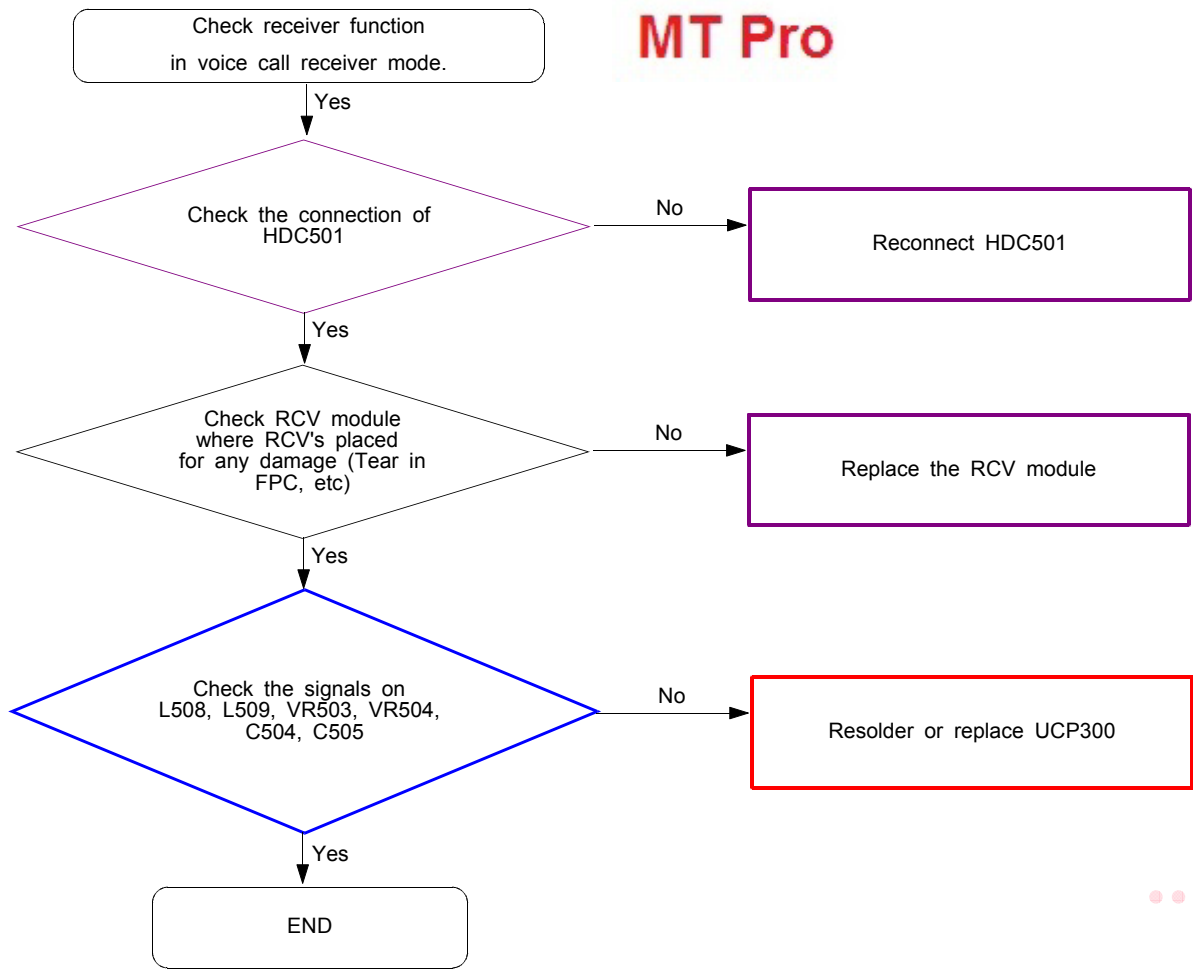 Check receiver function
in voice call receiver mode.
MT Pro
Yes
Check the connection of
HDC501
No
Reconnect HDC501
Yes
Check RCV module
where RCV's placed
for any damage (Tear in
FPC, etc)
No
Replace the RCV module
Yes
Check the signals on
L508, L509, VR503, VR504,
C504, C505
No
Resolder or replace UCP300
Yes
END